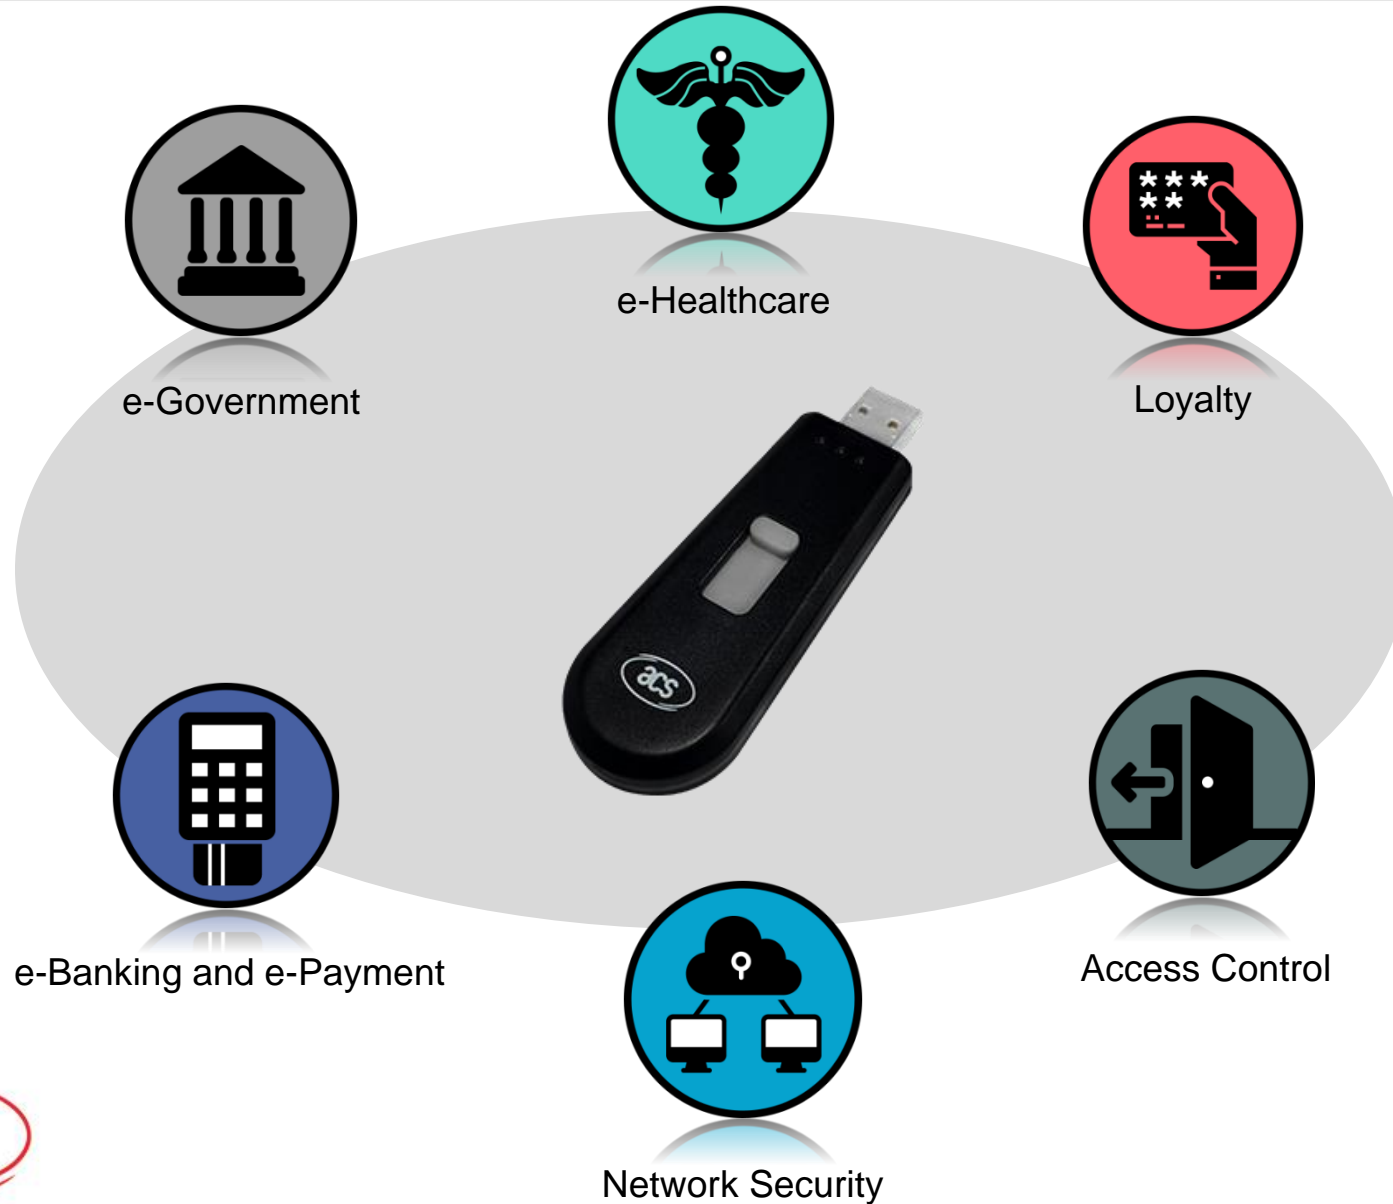 e-Healthcare
e-Government
Loyalty
acs
e-Banking and e-Payment
Access Control
Network Security